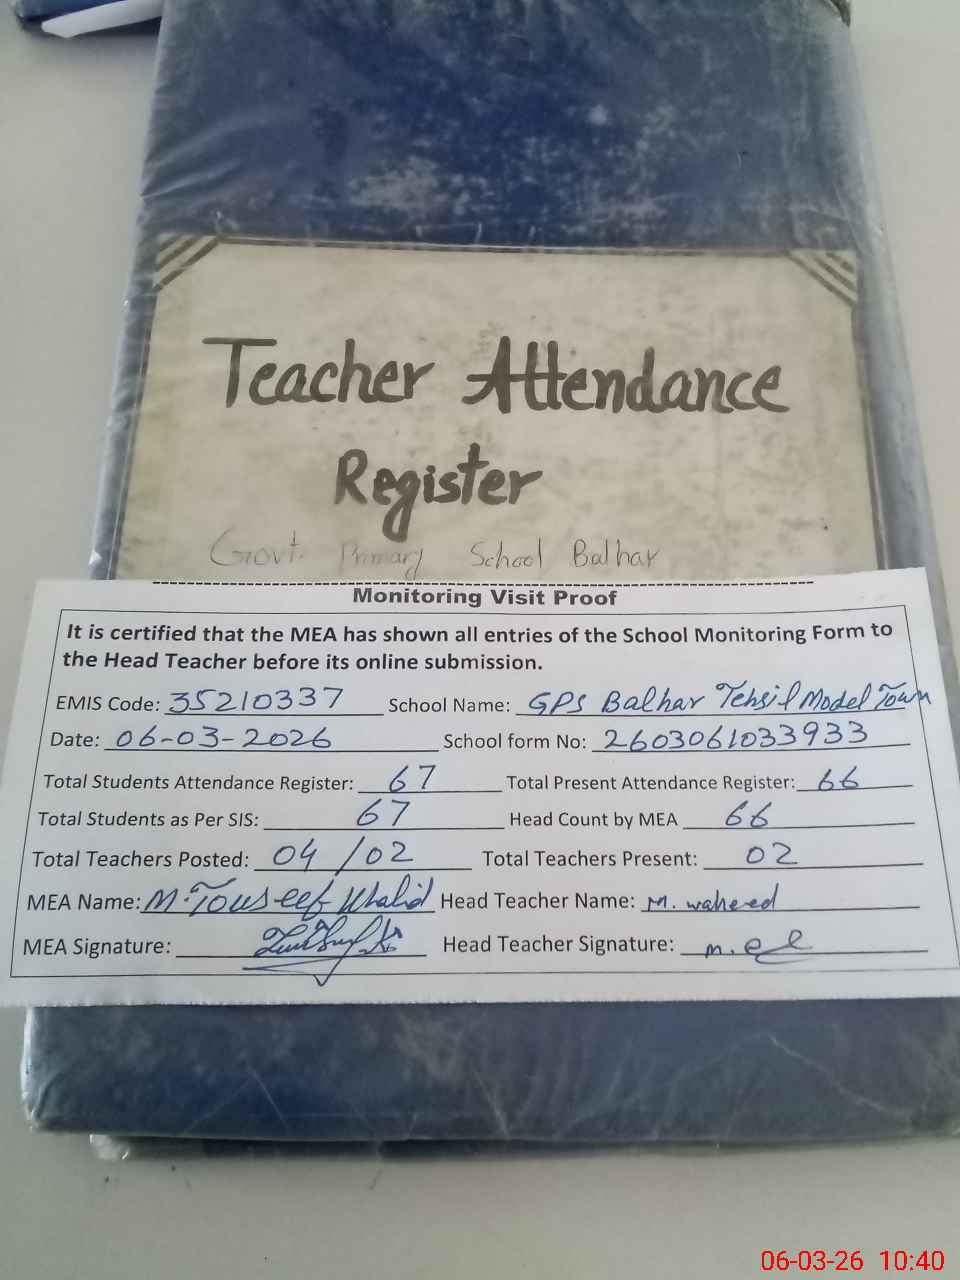 Teacher Attendance
Register
Govt. Primary School Balhar
Monitoring Visit Proof
It is certified that the MEA has shown all entries of the School Monitoring Form to
the Head Teacher before its online submission.
EMIS Code: 35210337 School Name: GPS Balhar Tehsil Model Town
Date: 06-03-2026 School form No: 2603061033933
Total Students Attendance Register: 67 Total Present Attendance Register: 66
Total Students as Per SIS: 67 Head Count by MEA 66
Total Teachers Posted: 04/02 Total Teachers Present: 02
MEA Name: M. Touseef Khalid Head Teacher Name: M. waheed
MEA Signature: Head Teacher Signature:
06-03-26 10:40